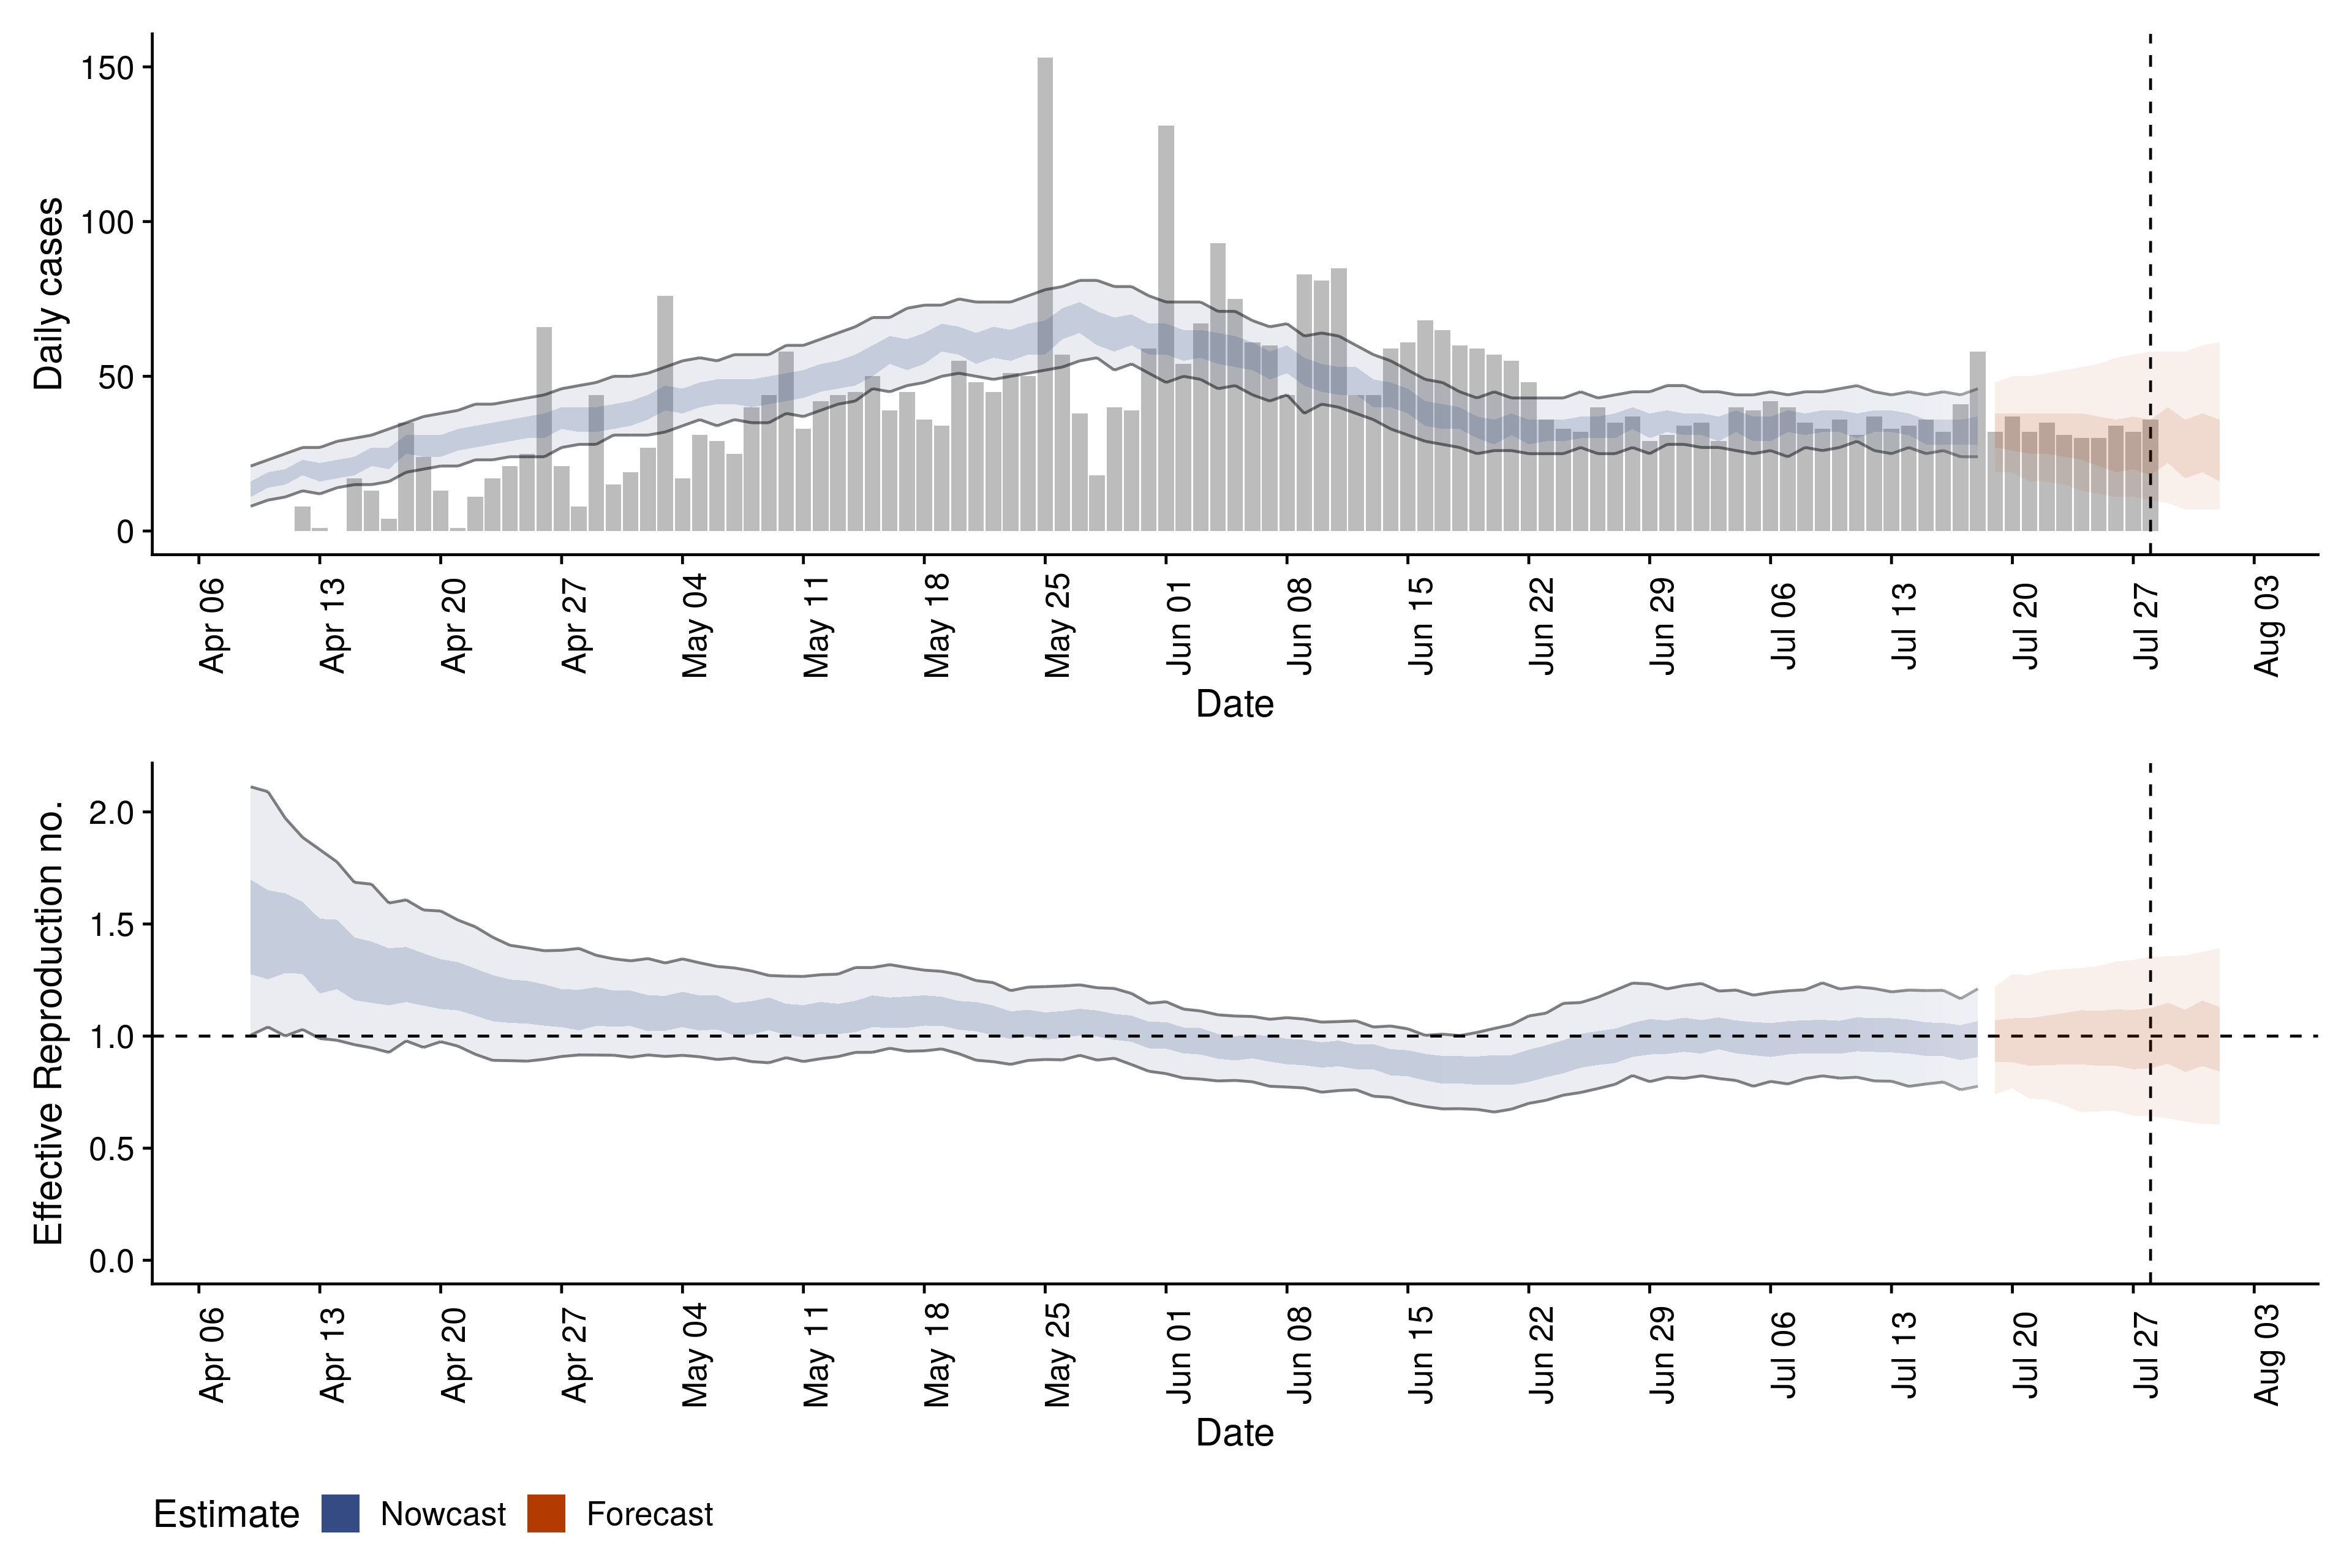 150
100
50
0
Daily cases
Apr 06 Apr 13 Apr 20 Apr 27 May 04 May 11 May 18 May 25 Jun 01 Jun 08 Jun 15 Jun 22 Jun 29 Jul 06 Jul 13 Jul 20 Jul 27 Aug 03
Date
2.0
1.5
1.0
0.5
0.0
Effective Reproduction no.
Apr 06 Apr 13 Apr 20 Apr 27 May 04 May 11 May 18 May 25 Jun 01 Jun 08 Jun 15 Jun 22 Jun 29 Jul 06 Jul 13 Jul 20 Jul 27 Aug 03
Date
Estimate Nowcast Forecast